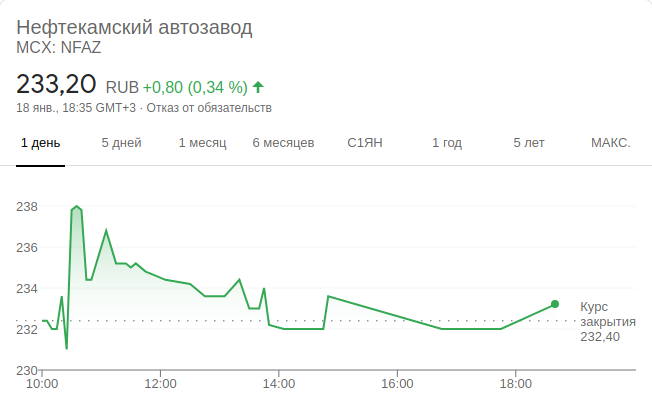 Нефтекамский автозавод
MCX: NFAZ
233,20 RUB +0,80 (0,34 %)
18 янв., 18:35 GMT+3 · Отказ от обязательств
1 день 5 дней 1 месяц 6 месяцев С1ЯН 1 год 5 лет МАКС.
238
236
234
232
230
Курс
закрытия
232,40
10:00 12:00 14:00 16:00 18:00